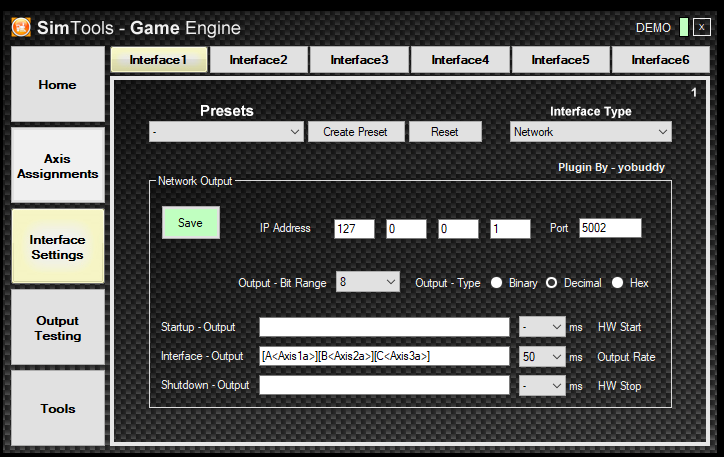 SimTools - Game Engine
DEMO
x
Interface1 Interface2 Interface3 Interface4 Interface5 Interface6
Home
Axis
Assignments
Interface
Settings
Output
Testing
Tools
1
Presets
Interface Type
-
Create Preset
Reset
Network
Plugin By - yobuddy
Network Output
Save
IP Address 127 0 0 1 Port 5002
Output - Bit Range 8 Output - Type Binary Decimal Hex
Startup - Output - ms HW Start
Interface - Output [A<Axis1a>][B<Axis2a>][C<Axis3a>] 50 ms Output Rate
Shutdown - Output - ms HW Stop